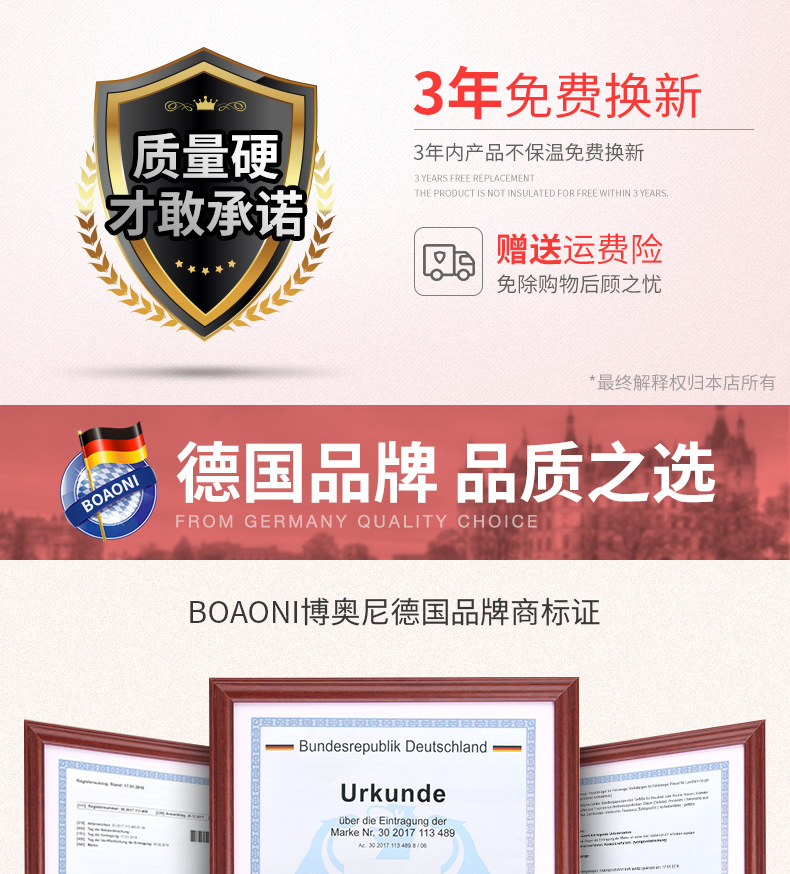 质量硬
才敢承诺
3年免费换新
3年内产品不保温免费换新
3 YEARS FREE REPLACEMENT
THE PRODUCT IS NOT INSULATED FOR FREE WITHIN 3 YEARS.
赠送运费险
免除购物后顾之忧
*最终解释权归本店所有
BOAONI
德国品牌 品质之选
FROM GERMANY QUALITY CHOICE
BOAONI博奥尼德国品牌商标证
Bundesrepublik Deutschland
Urkunde
über die Eintragung der
Marke Nr. 30 2017 113 489
Az. 30 2017 113 489.8 / 06
Registerauszug, Stand: 17.01.2018